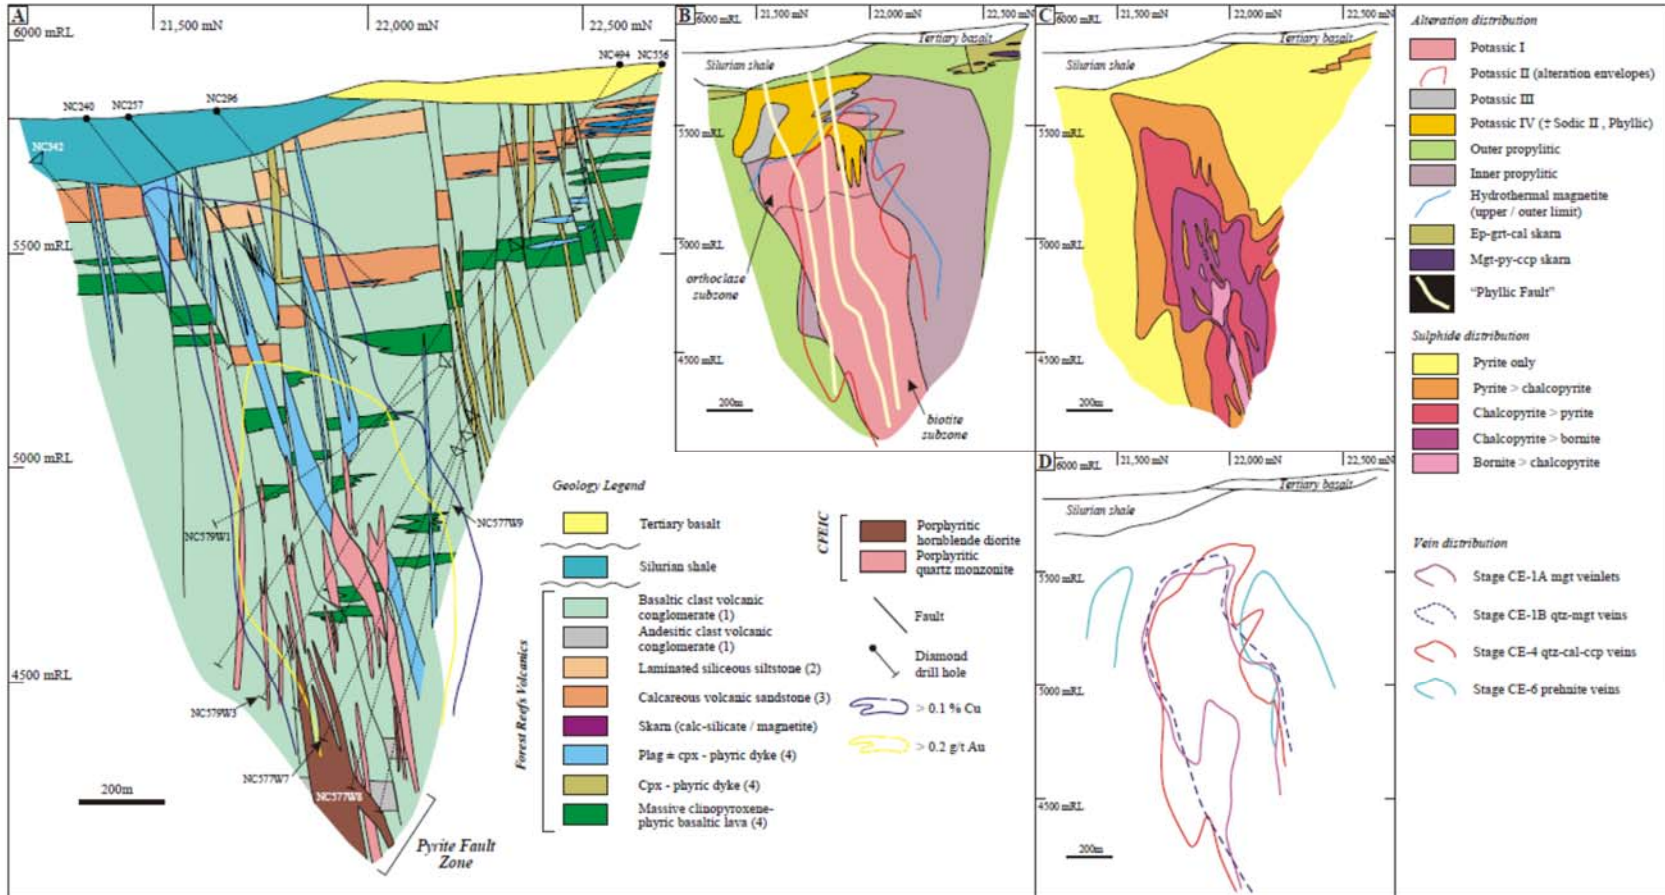 A
21,500 mN
22,000 mN
22,500 mN
6000 mRL
NC494
NC556
NC240
NC257
NC296
NC342
5500 mRL
5000 mRL
NC579W1
NC577W9
4500 mRL
NC579W3
NC577W7
NC577W8
200m
Pyrite Fault
Zone
Geology Legend
Tertiary basalt
Silurian shale
Forest Reefs Volcanics
Basaltic clast volcanic
conglomerate (1)
Andesitic clast volcanic
conglomerate (1)
Laminated siliceous siltstone (2)
Calcareous volcanic sandstone (3)
Skarn (calc-silicate / magnetite)
Plag ± cpx - phyric dyke (4)
Cpx - phyric dyke (4)
Massive clinopyroxene-
phyric basaltic lava (4)
CFEIC
Porphyritic
hornblende diorite
Porphyritic
quartz monzonite
Fault
Diamond
drill hole
> 0.1 % Cu
> 0.2 g/t Au
B
6000 mRL
21,500 mN
22,000 mN
22,500 mN
Tertiary basalt
Silurian shale
5500 mRL
5000 mRL
orthoclase
subzone
4500 mRL
200m
biotite
subzone
C
6000 mRL
21,500 mN
22,000 mN
22,500 mN
Tertiary basalt
Silurian shale
5500 mRL
5000 mRL
4500 mRL
200m
D
6000 mRL
21,500 mN
22,000 mN
22,500 mN
Tertiary basalt
Silurian shale
5500 mRL
5000 mRL
4500 mRL
200m
Alteration distribution
Potassic I
Potassic II (alteration envelopes)
Potassic III
Potassic IV (± Sodic II , Phyllic)
Outer propylitic
Inner propylitic
Hydrothermal magnetite
(upper / outer limit)
Ep-grt-cal skarn
Mgt-py-ccp skarn
"Phyllic Fault"
Sulphide distribution
Pyrite only
Pyrite > chalcopyrite
Chalcopyrite > pyrite
Chalcopyrite > bornite
Bornite > chalcopyrite
Vein distribution
Stage CE-1A mgt veinlets
Stage CE-1B qtz-mgt veins
Stage CE-4 qtz-cal-ccp veins
Stage CE-6 prehnite veins